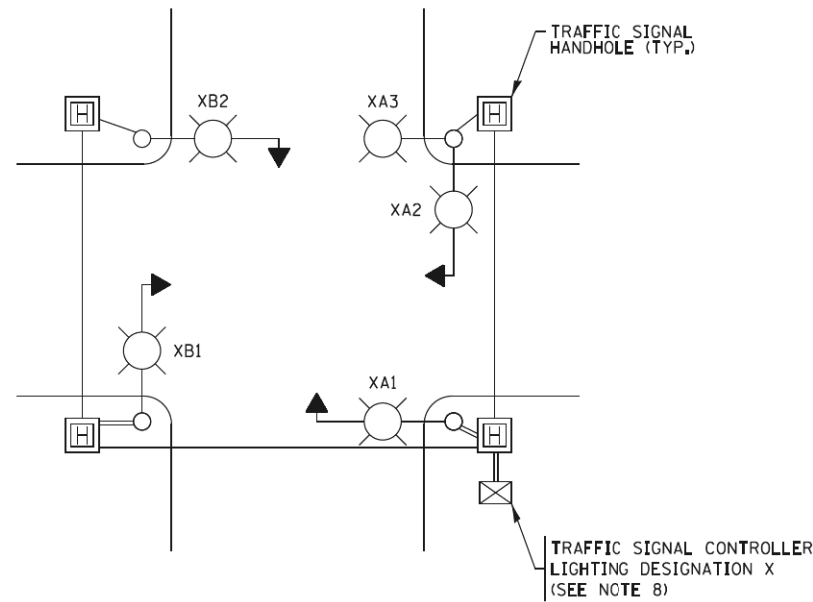 TRAFFIC SIGNAL
HANDHOLE (TYP.)
H
XB2
XA3
H
XA2
XB1
XA1
H
H
TRAFFIC SIGNAL CONTROLLER
LIGHTING DESIGNATION X
(SEE NOTE 8)